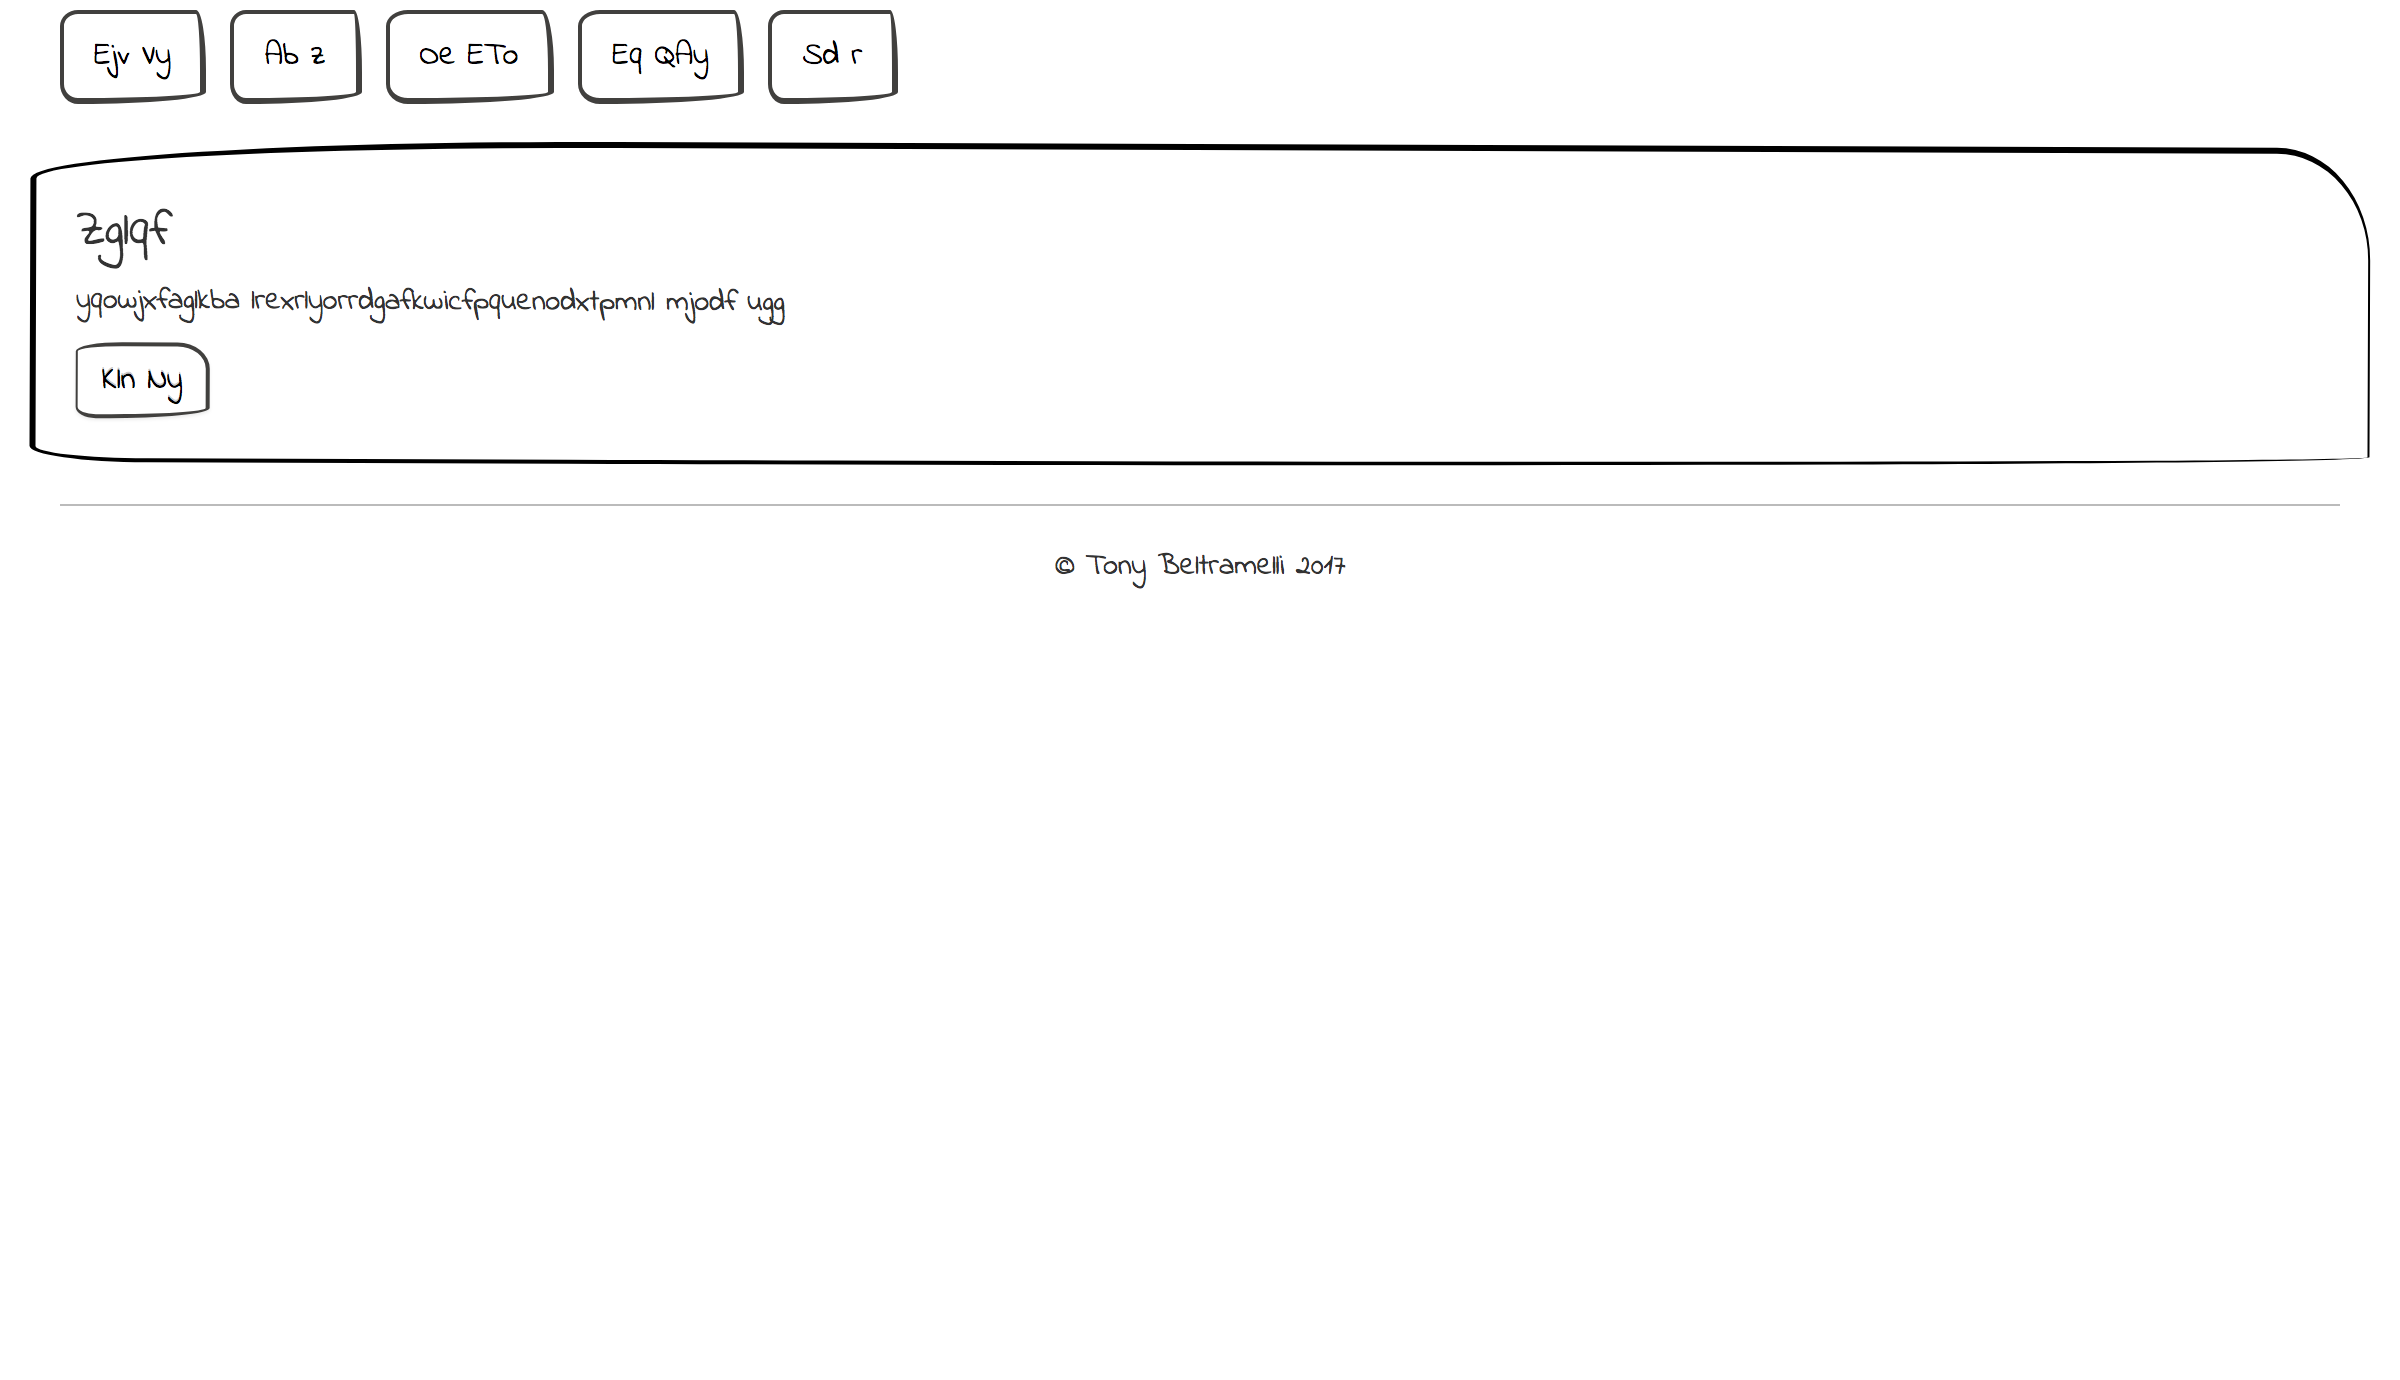 Ejv Vy Ab z Oe ETo Eq QAy Sd r
zglqf
yqowjxfaglkba lrexrlyorrdgafkwicfpquenodxtpmnl mjodf ugg
Kln Ny
© Tony Beltramelli 2017